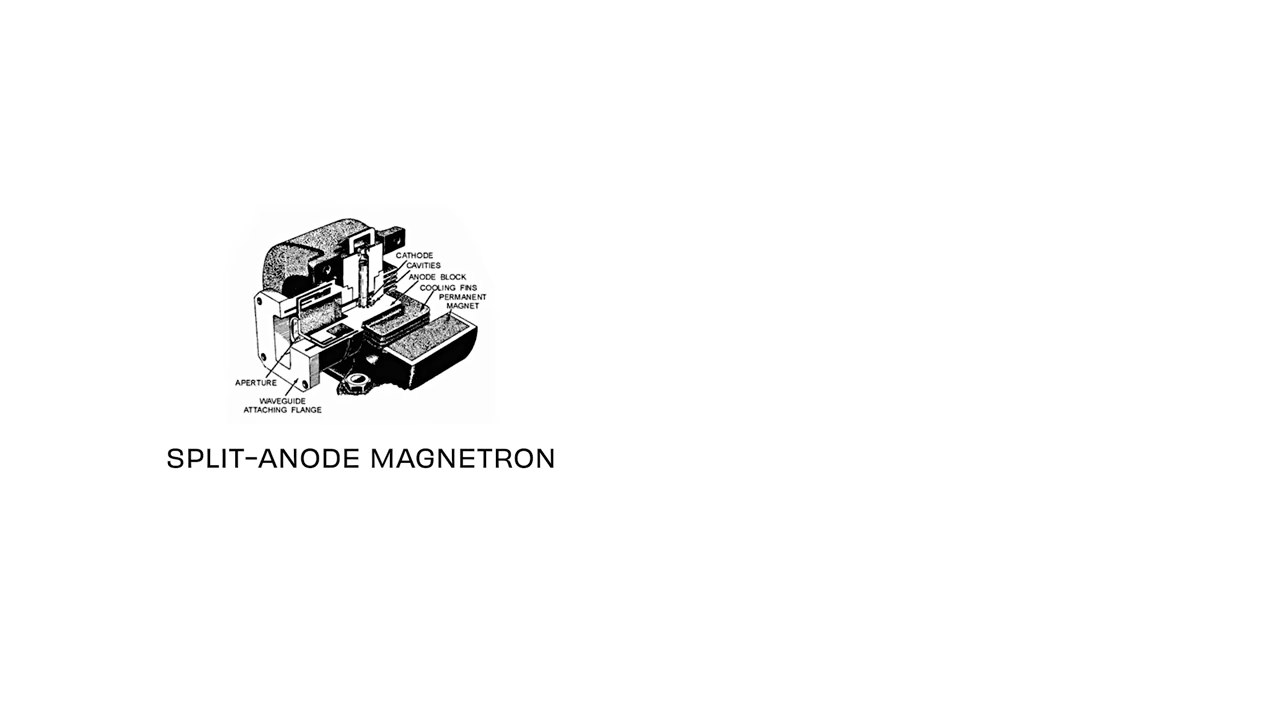 CATHODE
CAVITIES
ANODE BLOCK
COOLING FINS
PERMANENT
MAGNET
APERTURE
WAVEGUIDE
ATTACHING FLANGE
SPLIT-ANODE MAGNETRON